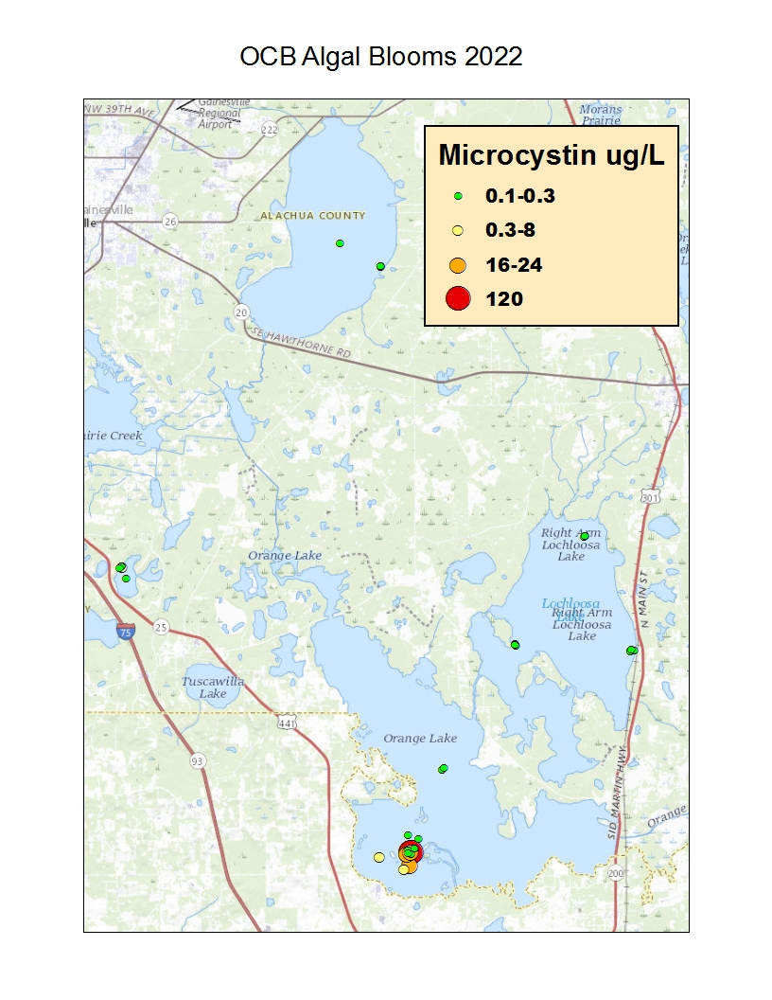 OCB Algal Blooms 2022
NW 39TH AVE
Gainesville
Regional
Airport
Morans
Prairie
222
Microcystin ug/L
0.1-0.3
0.3-8
16-24
120
ainesville
lle
26
ALACHUA COUNTY
20
SE HAWTHORNE RD
irie Creek
301
Right Arm
Lochloosa
Lake
Orange Lake
Lochloosa
Lake
Right Arm
Lochloosa
Lake
N MAIN ST
Y
75
25
Tuscawilla
Lake
441
Orange Lake
93
SID MARTIN HWY
Orange
200